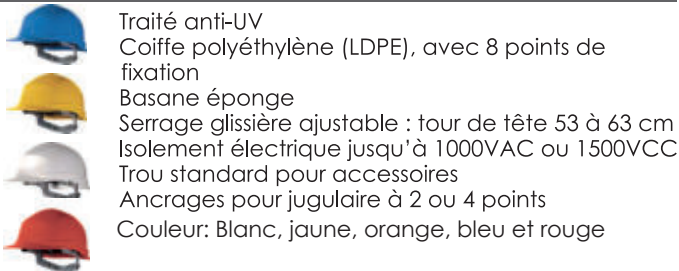 Traité anti-UV
Coiffe polyéthylène (LDPE), avec 8 points de
fixation
Basane éponge
Serrage glissière ajustable : tour de tête 53 à 63 cm
Isolement électrique jusqu'à 1000VAC ou 1500VCC
Trou standard pour accessoires
Ancrages pour jugulaire à 2 ou 4 points
Couleur: Blanc, jaune, orange, bleu et rouge